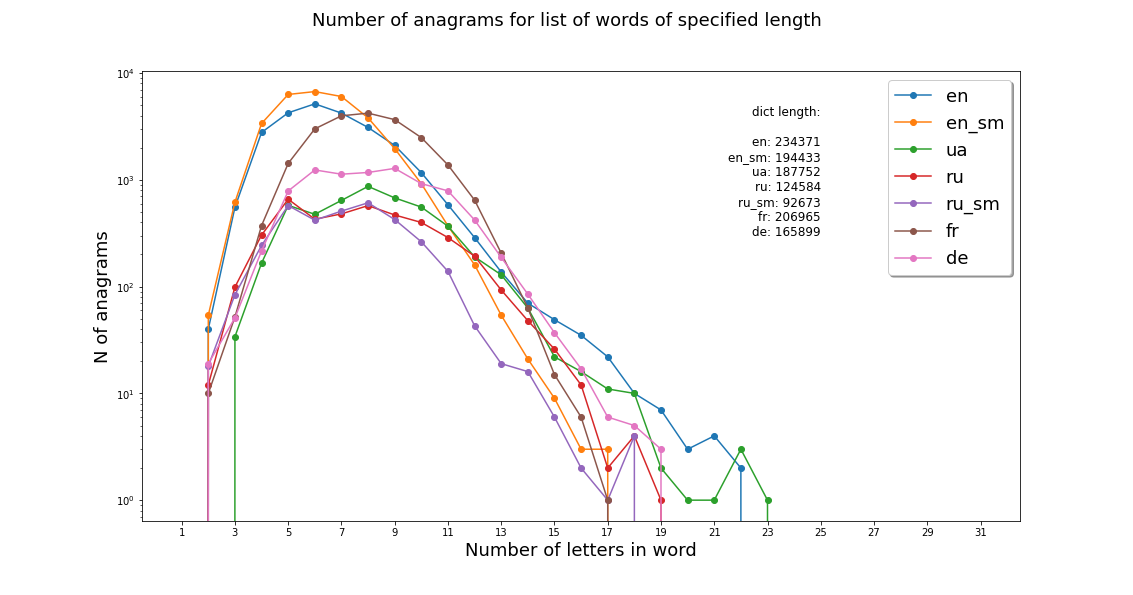 Number of anagrams for list of words of specified length
10⁴
10³
10²
10¹
10⁰
N of anagrams
dict length:
en: 234371
en_sm: 194433
ua: 187752
ru: 124584
ru_sm: 92673
fr: 206965
de: 165899
en
en_sm
ua
ru
ru_sm
fr
de
1 3 5 7 9 11 13 15 17 19 21 23 25 27 29 31
Number of letters in word